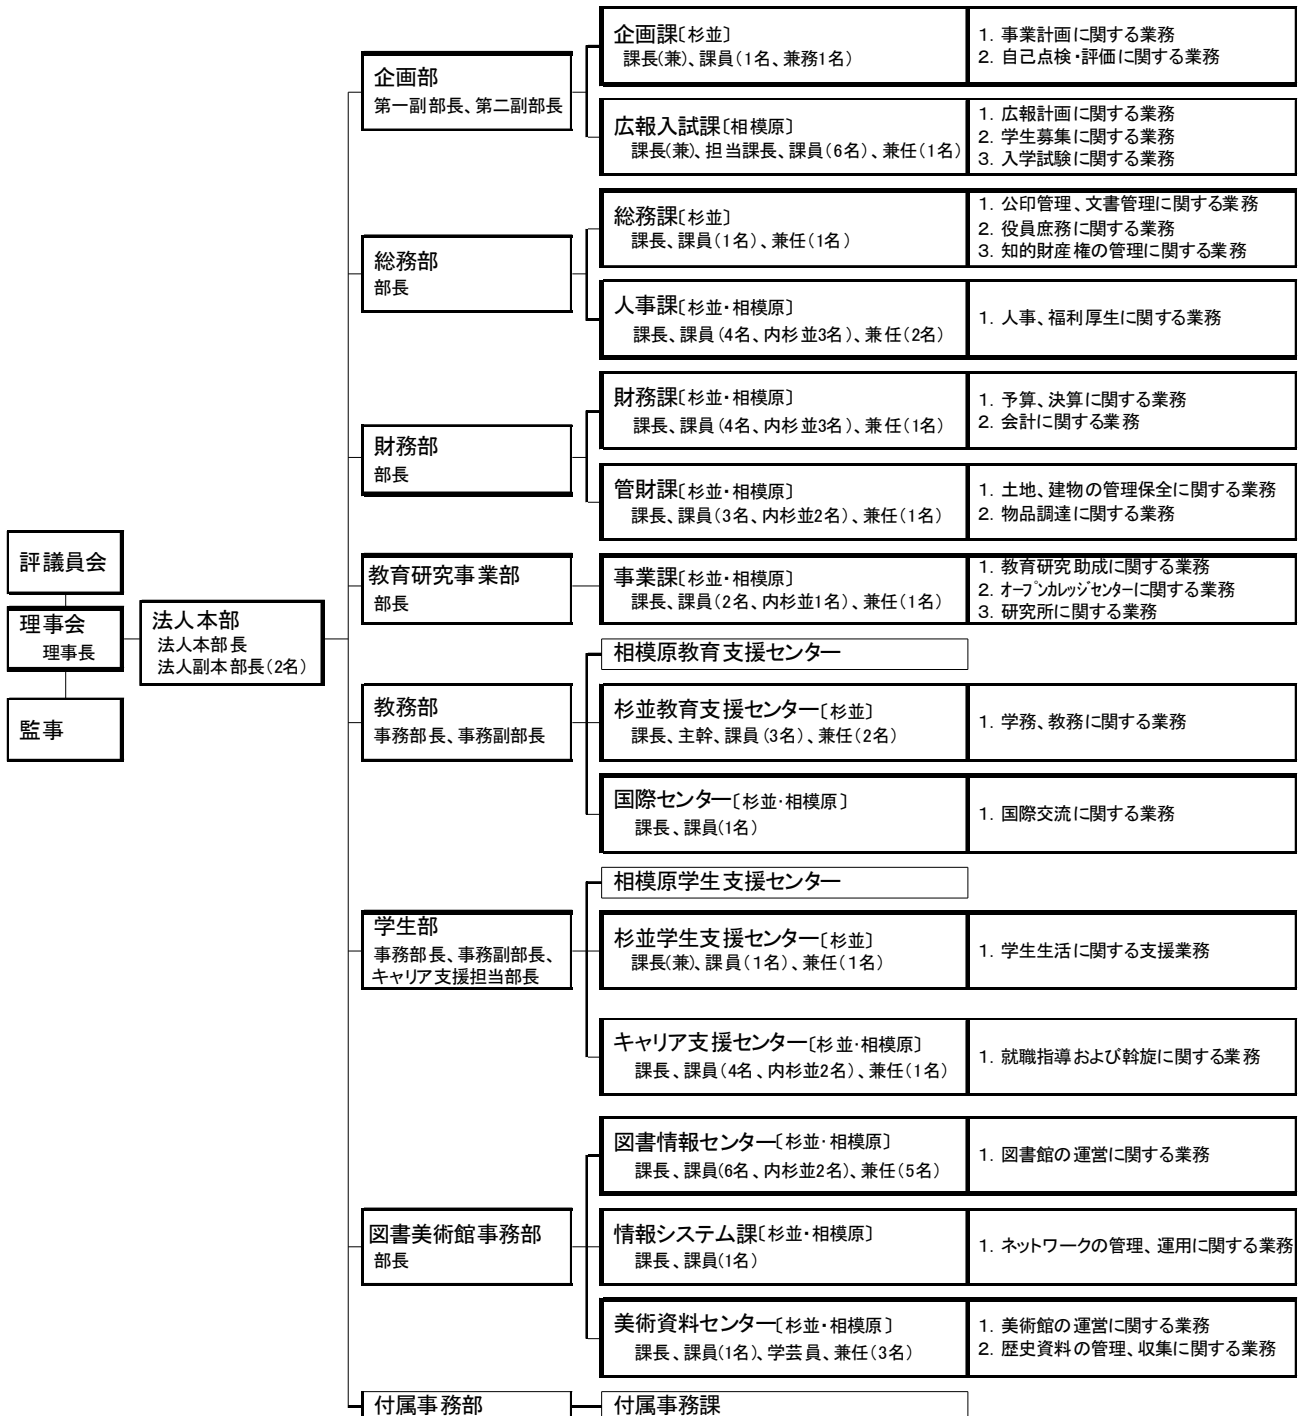 評議員会
理事会
理事長
監事
法人本部
法人本部長
法人副本部長(2名)
企画部
第一副部長、第二副部長
企画課〔杉並〕
課長(兼)、課員(1名、兼務1名)
1. 事業計画に関する業務
2. 自己点検・評価に関する業務
広報入試課〔相模原〕
課長(兼)、担当課長、課員(6名)、兼任(1名)
1. 広報計画に関する業務
2. 学生募集に関する業務
3. 入学試験に関する業務
総務部
部長
総務課〔杉並〕
課長、課員(1名)、兼任(1名)
1. 公印管理、文書管理に関する業務
2. 役員庶務に関する業務
3. 知的財産権の管理に関する業務
人事課〔杉並・相模原〕
課長、課員(4名、内杉並3名)、兼任(2名)
1. 人事、福利厚生に関する業務
財務部
部長
財務課〔杉並・相模原〕
課長、課員(4名、内杉並3名)、兼任(1名)
1. 予算、決算に関する業務
2. 会計に関する業務
管財課〔杉並・相模原〕
課長、課員(3名、内杉並2名)、兼任(1名)
1. 土地、建物の管理保全に関する業務
2. 物品調達に関する業務
教育研究事業部
部長
事業課〔杉並・相模原〕
課長、課員(2名、内杉並1名)、兼任(1名)
1. 教育研究助成に関する業務
2. オープンカレッジセンターに関する業務
3. 研究所に関する業務
教務部
事務部長、事務副部長
相模原教育支援センター
杉並教育支援センター〔杉並〕
課長、主幹、課員(3名)、兼任(2名)
1. 学務、教務に関する業務
国際センター〔杉並・相模原〕
課長、課員(1名)
1. 国際交流に関する業務
学生部
事務部長、事務副部長、
キャリア支援担当部長
相模原学生支援センター
杉並学生支援センター〔杉並〕
課長(兼)、課員(1名)、兼任(1名)
1. 学生生活に関する支援業務
キャリア支援センター〔杉並・相模原〕
課長、課員(4名、内杉並2名)、兼任(1名)
1. 就職指導および斡旋に関する業務
図書美術館事務部
部長
図書情報センター〔杉並・相模原〕
課長、課員(6名、内杉並2名)、兼任(5名)
1. 図書館の運営に関する業務
情報システム課〔杉並・相模原〕
課長、課員(1名)
1. ネットワークの管理、運用に関する業務
美術資料センター〔杉並・相模原〕
課長、課員(1名)、学芸員、兼任(3名)
1. 美術館の運営に関する業務
2. 歴史資料の管理、収集に関する業務
付属事務部
付属事務課